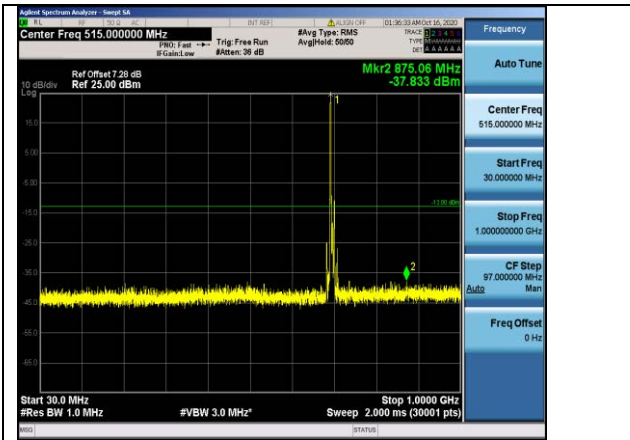 Agilent Spectrum Analyzer - Swept SA
RL RF 50 Ω AC INT REF ALIGN OFF 01:36:33 AM Oct 16, 2020
Center Freq 515.000000 MHz
PNO: Fast
IFGain:Low
Trig: Free Run
#Atten: 36 dB
#Avg Type: RMS
Avg|Hold: 50/50
TRACE 1 2 3 4 5 6
TYPE
DET A A A A A A
Frequency
Ref Offset 7.28 dB
10 dB/div Ref 25.00 dBm
Log
Mkr2 875.06 MHz
-37.833 dBm
1
15.0
5.00
-5.00
-13.00 dBm
-15.0
-25.0
2
-35.0
-45.0
-55.0
-65.0
Start 30.0 MHz
Stop 1.0000 GHz
#Res BW 1.0 MHz
#VBW 3.0 MHz*
Sweep 2.000 ms (30001 pts)
MSG
STATUS
Auto Tune
Center Freq
515.000000 MHz
Start Freq
30.000000 MHz
Stop Freq
1.000000000 GHz
CF Step
97.000000 MHz
Auto Man
Freq Offset
0 Hz